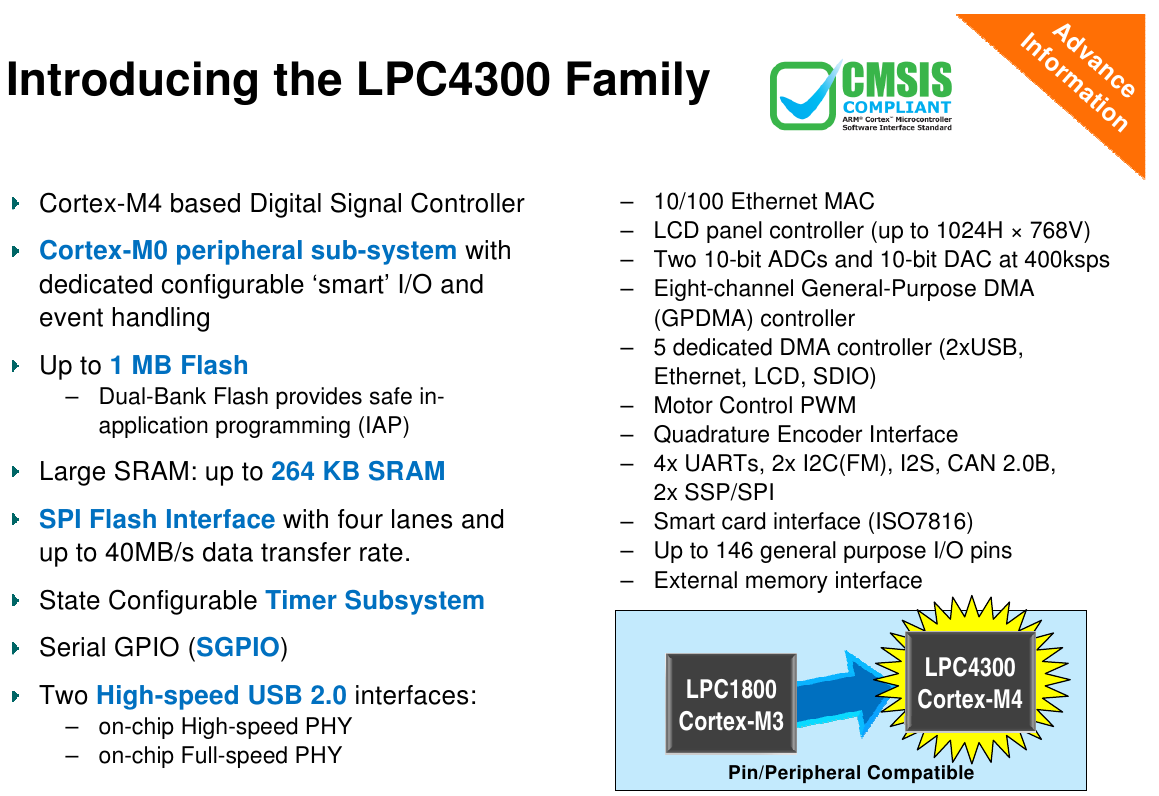 Introducing the LPC4300 Family
CMSIS
COMPLIANT
ARM® Cortex™ Microcontroller
Software Interface Standard
Advance
Information
Cortex-M4 based Digital Signal Controller
Cortex-M0 peripheral sub-system with
dedicated configurable ‘smart’ I/O and
event handling
Up to 1 MB Flash
– Dual-Bank Flash provides safe in-
application programming (IAP)
Large SRAM: up to 264 KB SRAM
SPI Flash Interface with four lanes and
up to 40MB/s data transfer rate.
State Configurable Timer Subsystem
Serial GPIO (SGPIO)
Two High-speed USB 2.0 interfaces:
– on-chip High-speed PHY
– on-chip Full-speed PHY
– 10/100 Ethernet MAC
– LCD panel controller (up to 1024H × 768V)
– Two 10-bit ADCs and 10-bit DAC at 400ksps
– Eight-channel General-Purpose DMA
(GPDMA) controller
– 5 dedicated DMA controller (2xUSB,
Ethernet, LCD, SDIO)
– Motor Control PWM
– Quadrature Encoder Interface
– 4x UARTs, 2x I2C(FM), I2S, CAN 2.0B,
2x SSP/SPI
– Smart card interface (ISO7816)
– Up to 146 general purpose I/O pins
– External memory interface
LPC1800
Cortex-M3
LPC4300
Cortex-M4
Pin/Peripheral Compatible